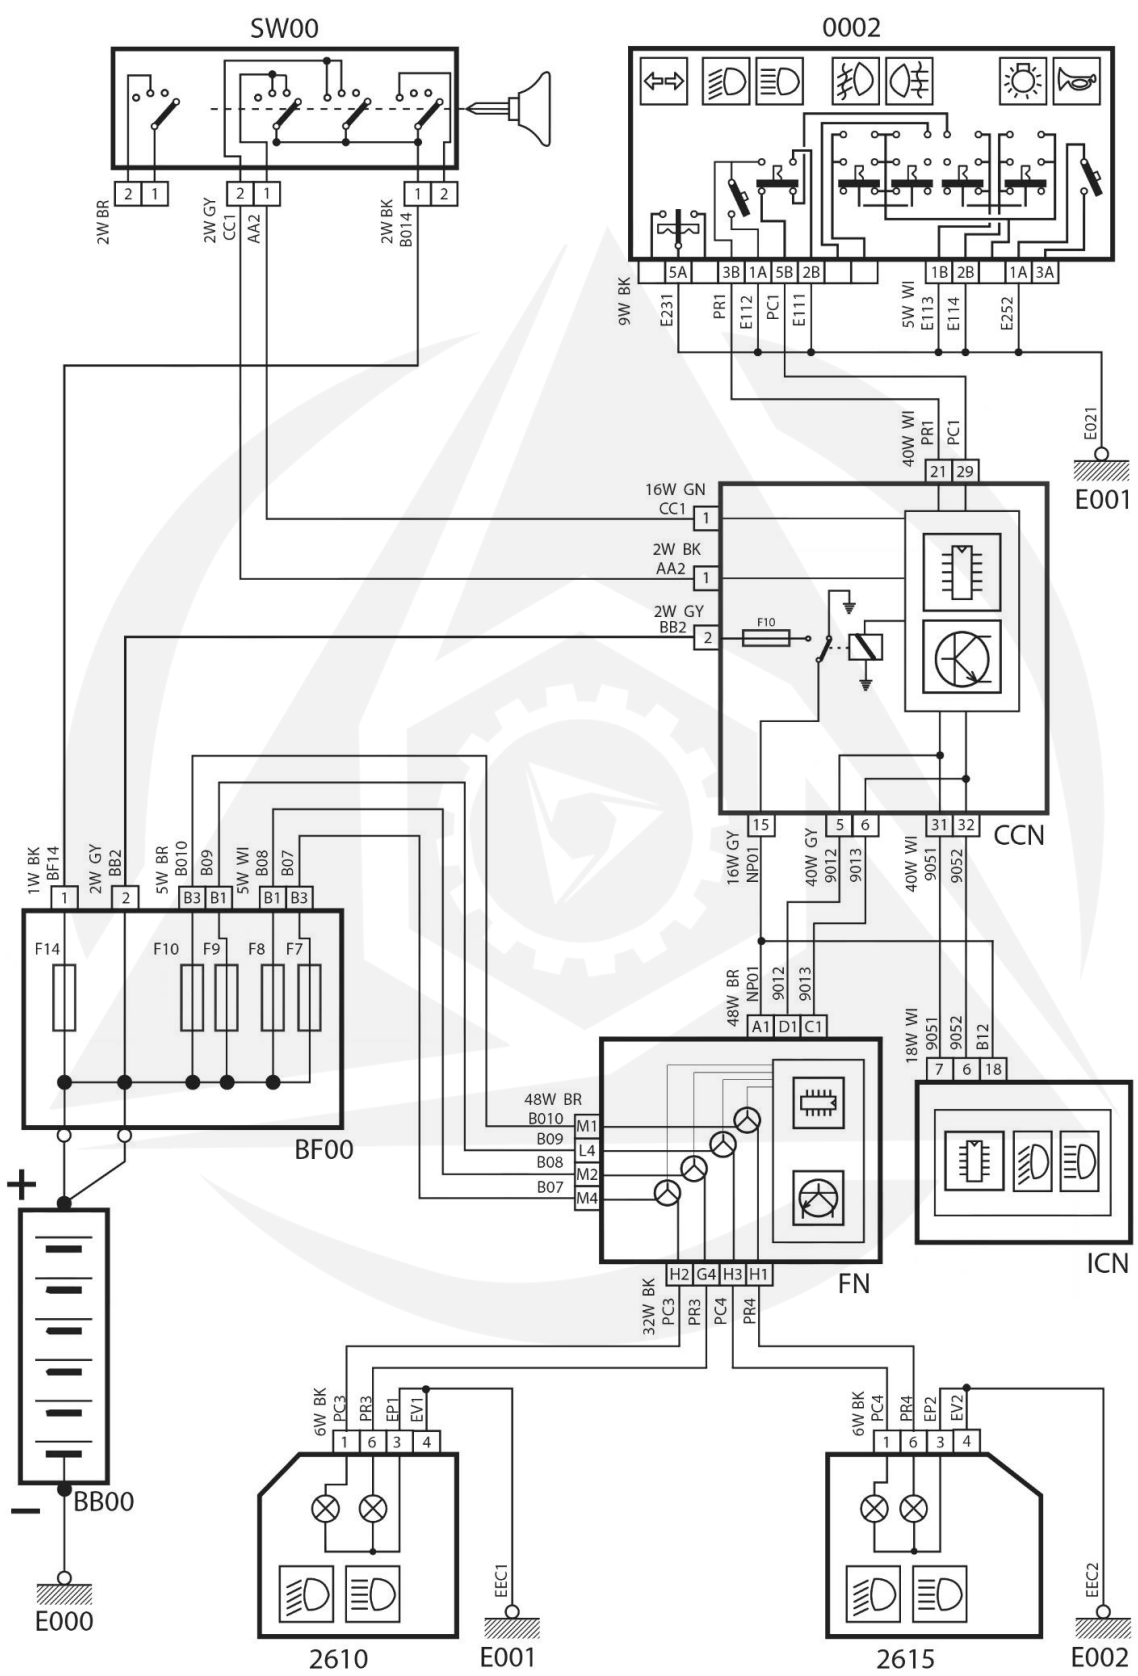 SW00
0002
2 1
2 1
1 2
2W BR
2W GY
CC1
AA2
2W BK
B014
5A 3B 1A 5B 2B 1B 2B 1A 3A
9W BK
E231
PR1
E112
PC1
E111
5W WI
E113
E114
E252
E021
E001
40W WI
PR1
PC1
21 29
16W GN
CC1
1
2W BK
AA2
1
2W GY
BB2
2
F10
15 5 6 31 32
CCN
16W GY
NP01
40W GY
9012
9013
40W WI
9051
9052
1W BK
BF14
2W GY
BB2
5W BR
B010
B09
5W WI
B08
B07
1 2 B3 B1 B1 B3
F14 F10 F9 F8 F7
BF00
48W BR
NP01
9012
9013
A1 D1 C1
18W WI
9051
9052
B12
7 6 18
ICN
48W BR
B010
M1
B09
L4
B08
M2
B07
M4
H2 G4 H3 H1
FN
32W BK
PC3
PR3
PC4
PR4
+
−
BB00
E000
6W BK
PC3
PR3
EP1
EV1
1 6 3 4
EEC1
2610
E001
6W BK
PC4
PR4
EP2
EV2
1 6 3 4
EEC2
2615
E002